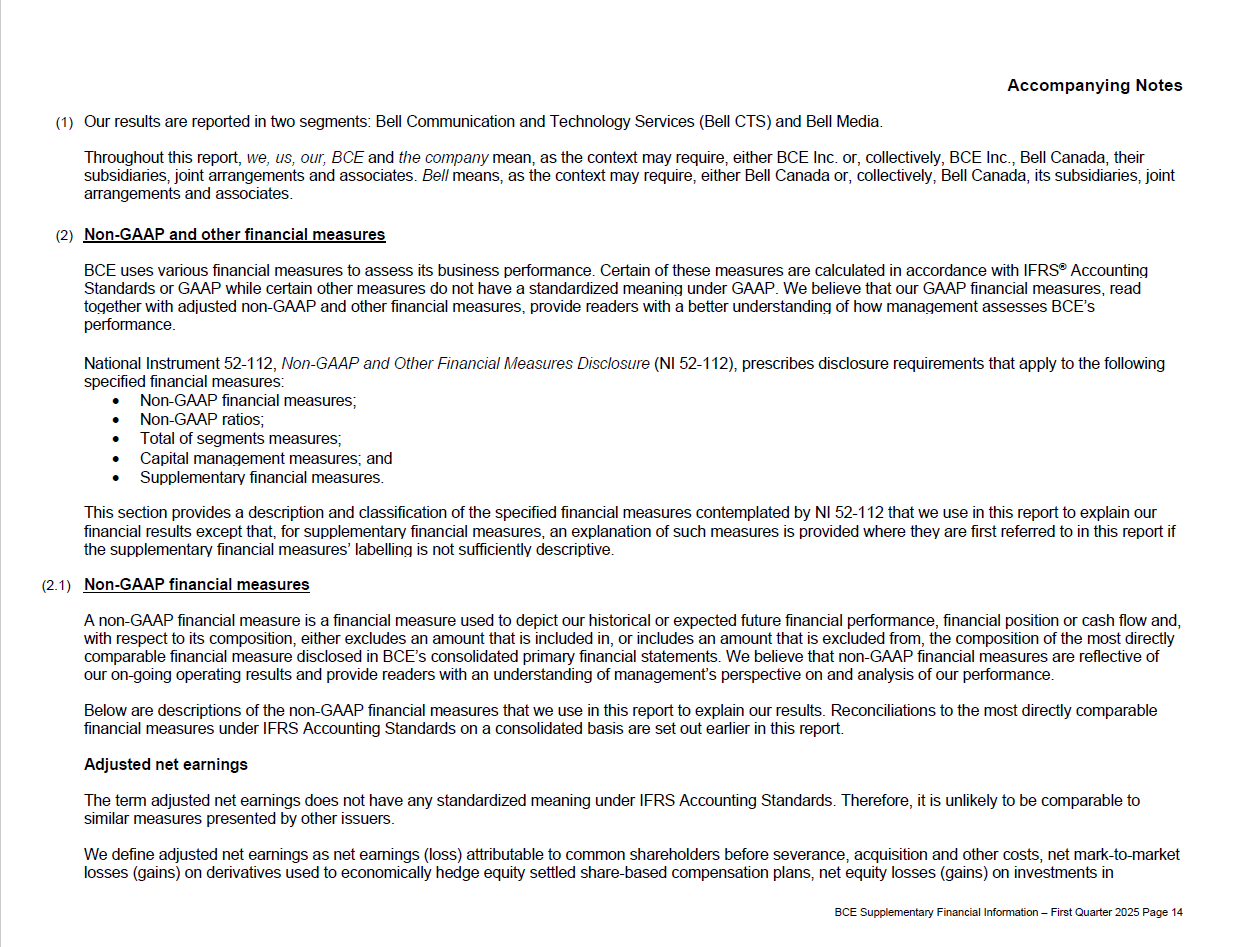 Accompanying Notes
(1) Our results are reported in two segments: Bell Communication and Technology Services (Bell CTS) and Bell Media.
Throughout this report, we, us, our, BCE and the company mean, as the context may require, either BCE Inc. or, collectively, BCE Inc., Bell Canada, their
subsidiaries, joint arrangements and associates. Bell means, as the context may require, either Bell Canada or, collectively, Bell Canada, its subsidiaries, joint
arrangements and associates.
(2) Non-GAAP and other financial measures
BCE uses various financial measures to assess its business performance. Certain of these measures are calculated in accordance with IFRS® Accounting
Standards or GAAP while certain other measures do not have a standardized meaning under GAAP. We believe that our GAAP financial measures, read
together with adjusted non-GAAP and other financial measures, provide readers with a better understanding of how management assesses BCE's
performance.
National Instrument 52-112, Non-GAAP and Other Financial Measures Disclosure (NI 52-112), prescribes disclosure requirements that apply to the following
specified financial measures:
• Non-GAAP financial measures;
• Non-GAAP ratios;
• Total of segments measures;
• Capital management measures; and
• Supplementary financial measures.
This section provides a description and classification of the specified financial measures contemplated by NI 52-112 that we use in this report to explain our
financial results except that, for supplementary financial measures, an explanation of such measures is provided where they are first referred to in this report if
the supplementary financial measures' labelling is not sufficiently descriptive.
(2.1) Non-GAAP financial measures
A non-GAAP financial measure is a financial measure used to depict our historical or expected future financial performance, financial position or cash flow and,
with respect to its composition, either excludes an amount that is included in, or includes an amount that is excluded from, the composition of the most directly
comparable financial measure disclosed in BCE's consolidated primary financial statements. We believe that non-GAAP financial measures are reflective of
our on-going operating results and provide readers with an understanding of management's perspective on and analysis of our performance.
Below are descriptions of the non-GAAP financial measures that we use in this report to explain our results. Reconciliations to the most directly comparable
financial measures under IFRS Accounting Standards on a consolidated basis are set out earlier in this report.
Adjusted net earnings
The term adjusted net earnings does not have any standardized meaning under IFRS Accounting Standards. Therefore, it is unlikely to be comparable to
similar measures presented by other issuers.
We define adjusted net earnings as net earnings (loss) attributable to common shareholders before severance, acquisition and other costs, net mark-to-market
losses (gains) on derivatives used to economically hedge equity settled share-based compensation plans, net equity losses (gains) on investments in
BCE Supplementary Financial Information – First Quarter 2025 Page 14